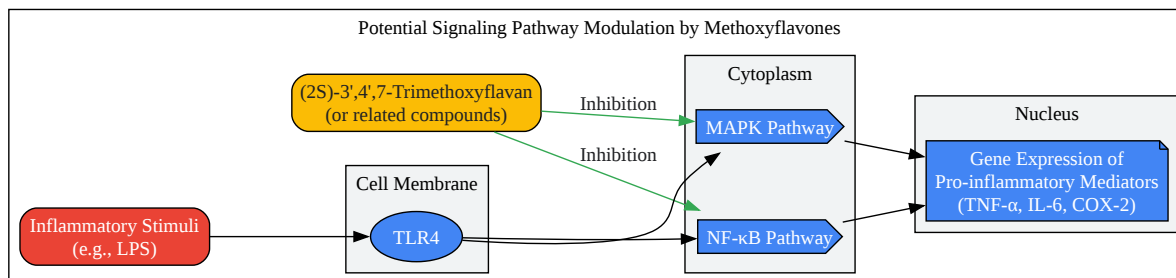 Potential Signaling Pathway Modulation by Methoxyflavones
Cytoplasm
(2S)-3',4',7-Trimethoxyflavan
(or related compounds)
Inhibition
MAPK Pathway
Nucleus
Inhibition
Gene Expression of
Pro-inflammatory Mediators
(TNF-α, IL-6, COX-2)
Cell Membrane
Inflammatory Stimuli
(e.g., LPS)
TLR4
NF-κB Pathway